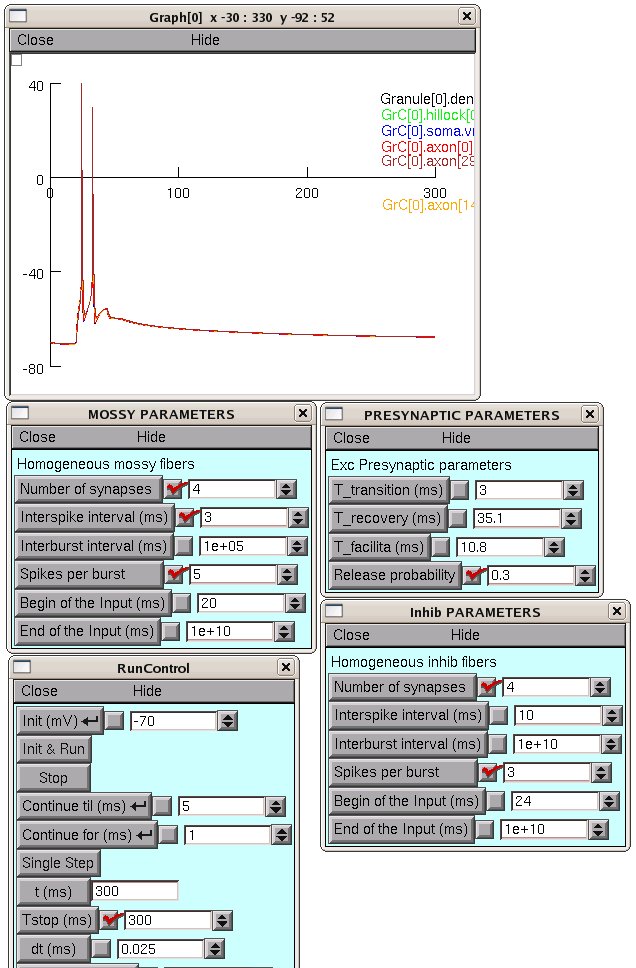 Graph[0] x -30 : 330 y -92 : 52
Close Hide
40
Granule[0].den
GrC[0].hillock[0
GrC[0].soma.v
GrC[0].axon[0]
GrC[0].axon[29
0
0 100 200 300
GrC[0].axon[14
-40
-80
MOSSY PARAMETERS
Close Hide
Homogeneous mossy fibers
Number of synapses 4
Interspike interval (ms) 3
Interburst interval (ms) 1e+05
Spikes per burst 5
Begin of the Input (ms) 20
End of the Input (ms) 1e+10
PRESYNAPTIC PARAMETERS
Close Hide
Exc Presynaptic parameters
T_transition (ms) 3
T_recovery (ms) 35.1
T_facilita (ms) 10.8
Release probability 0.3
Inhib PARAMETERS
Close Hide
Homogeneous inhib fibers
Number of synapses 4
Interspike interval (ms) 10
Interburst interval (ms) 1e+10
Spikes per burst 3
Begin of the Input (ms) 24
End of the Input (ms) 1e+10
RunControl
Close Hide
Init (mV) -70
Init & Run
Stop
Continue til (ms) 5
Continue for (ms) 1
Single Step
t (ms) 300
Tstop (ms) 300
dt (ms) 0.025